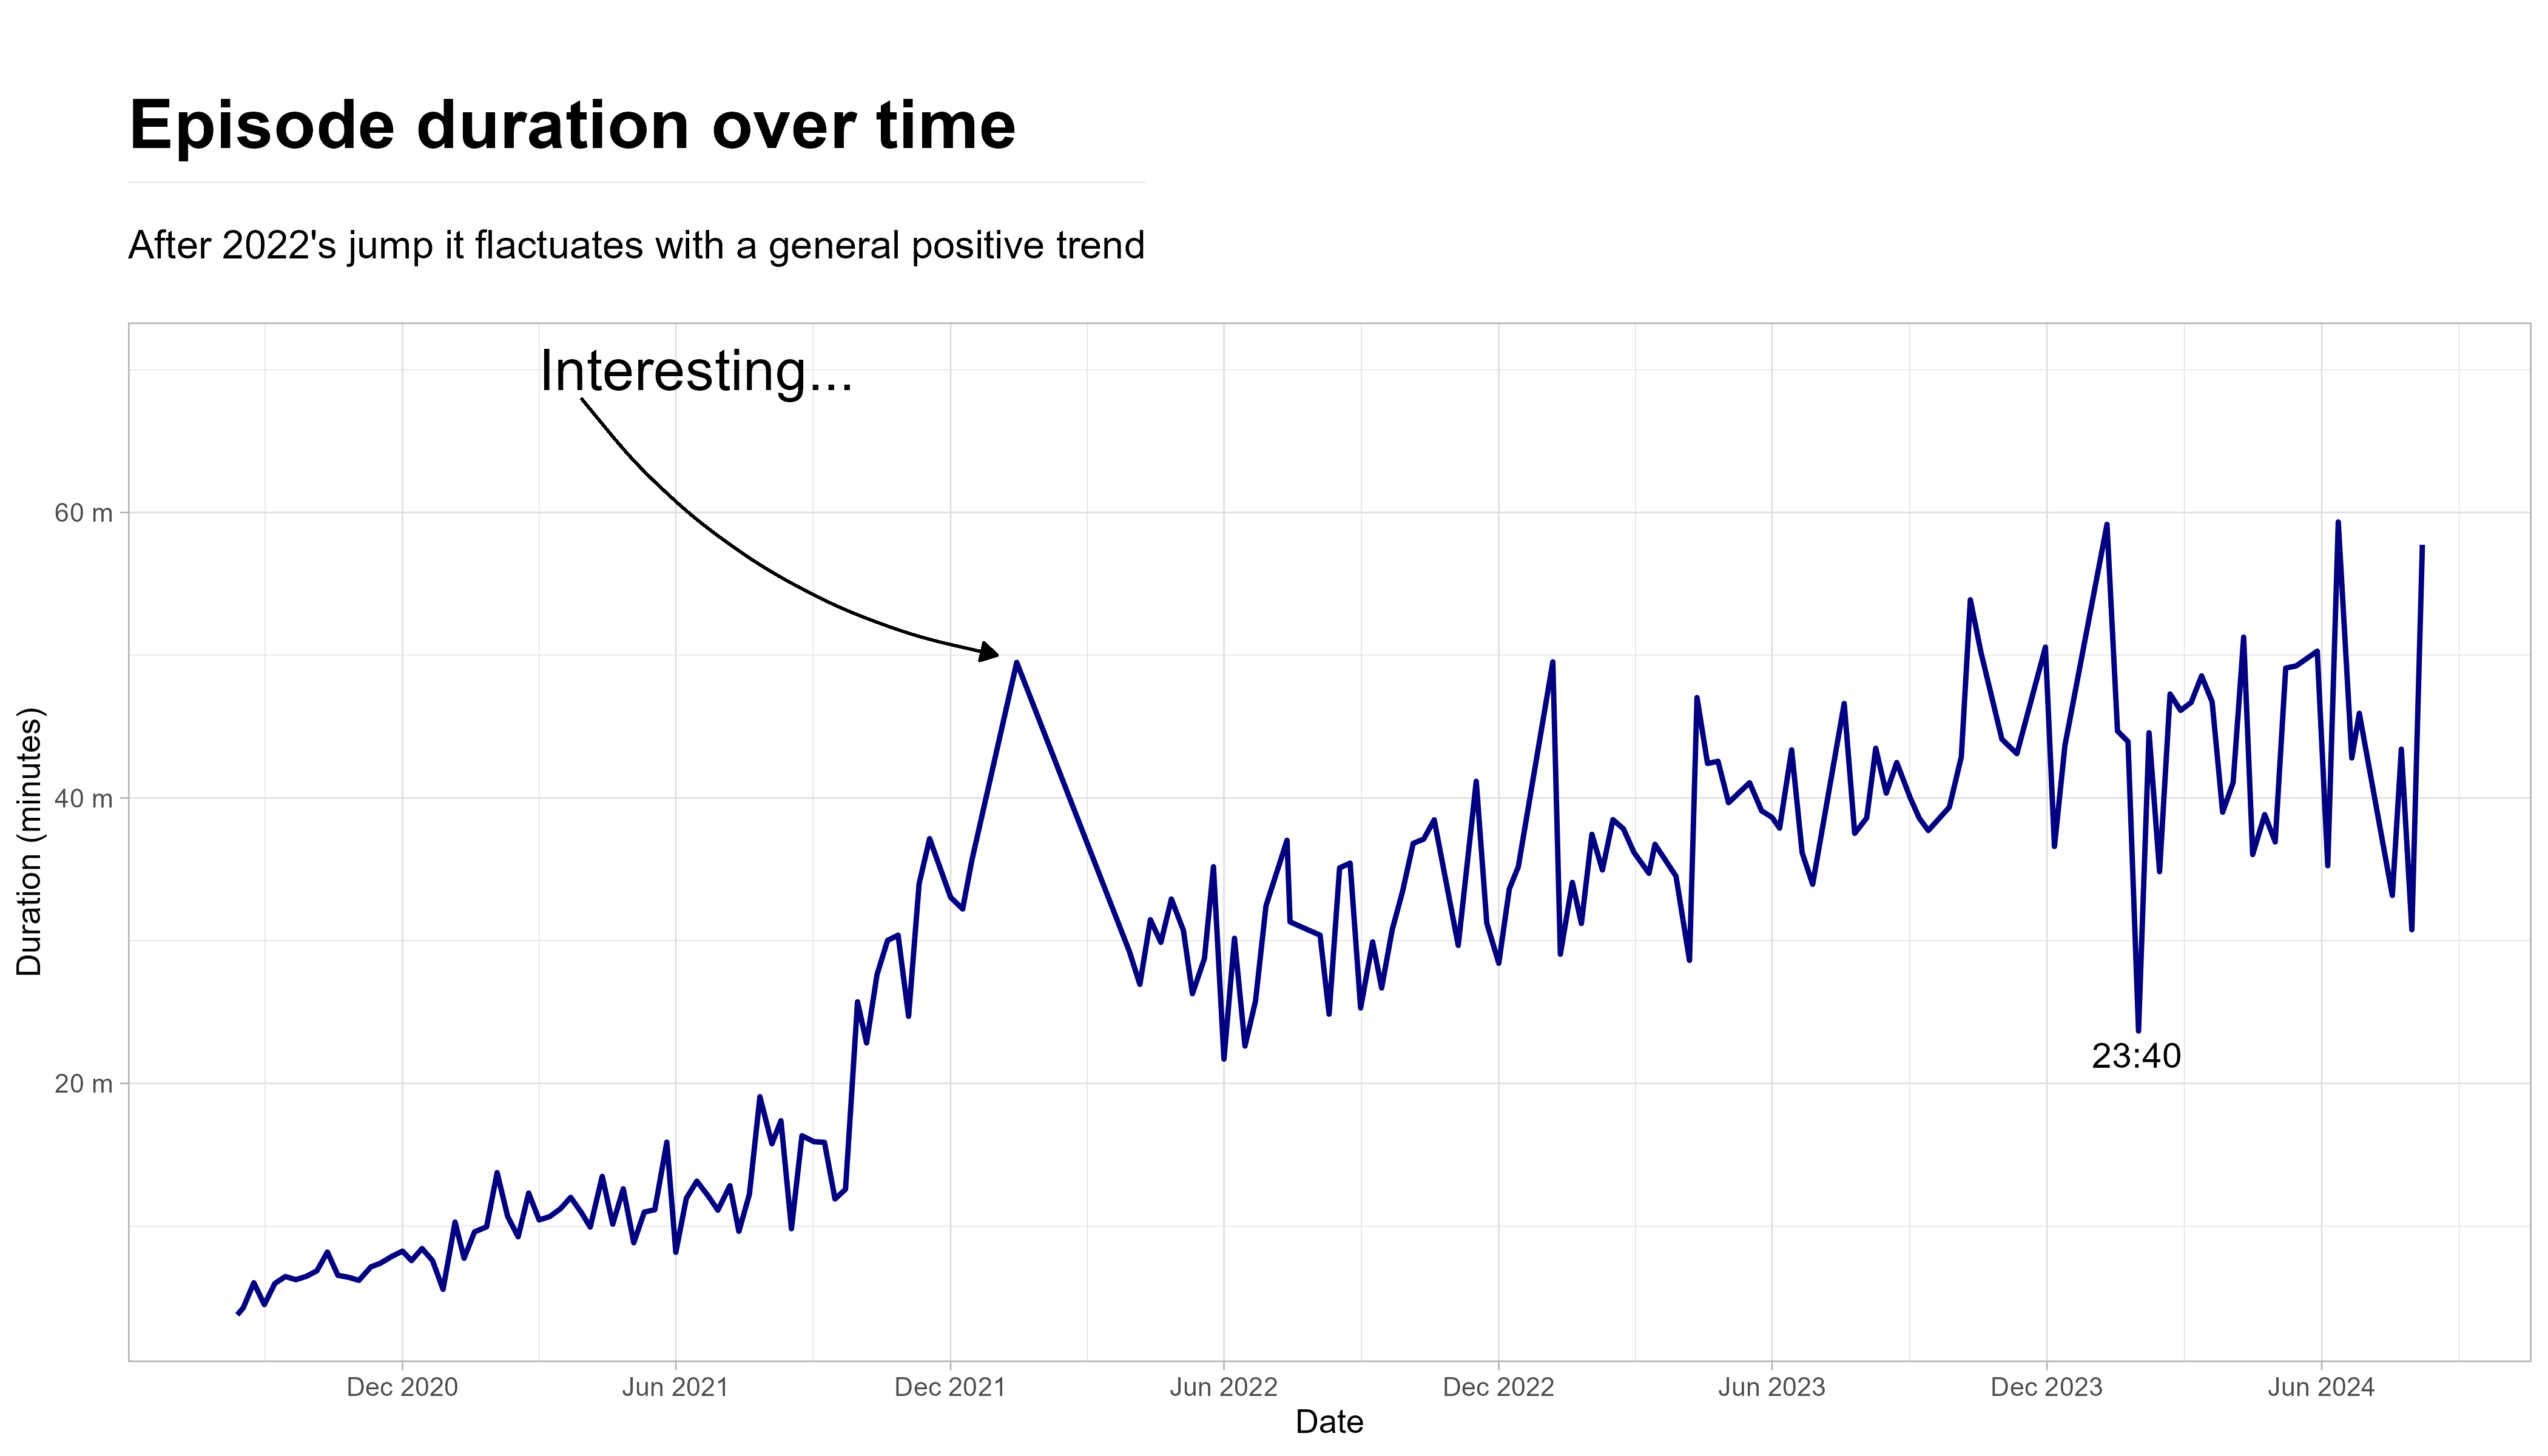 Episode duration over time
After 2022's jump it flactuates with a general positive trend
Interesting...
60 m
40 m
20 m
Duration (minutes)
23:40
Dec 2020
Jun 2021
Dec 2021
Jun 2022
Dec 2022
Jun 2023
Dec 2023
Jun 2024
Date